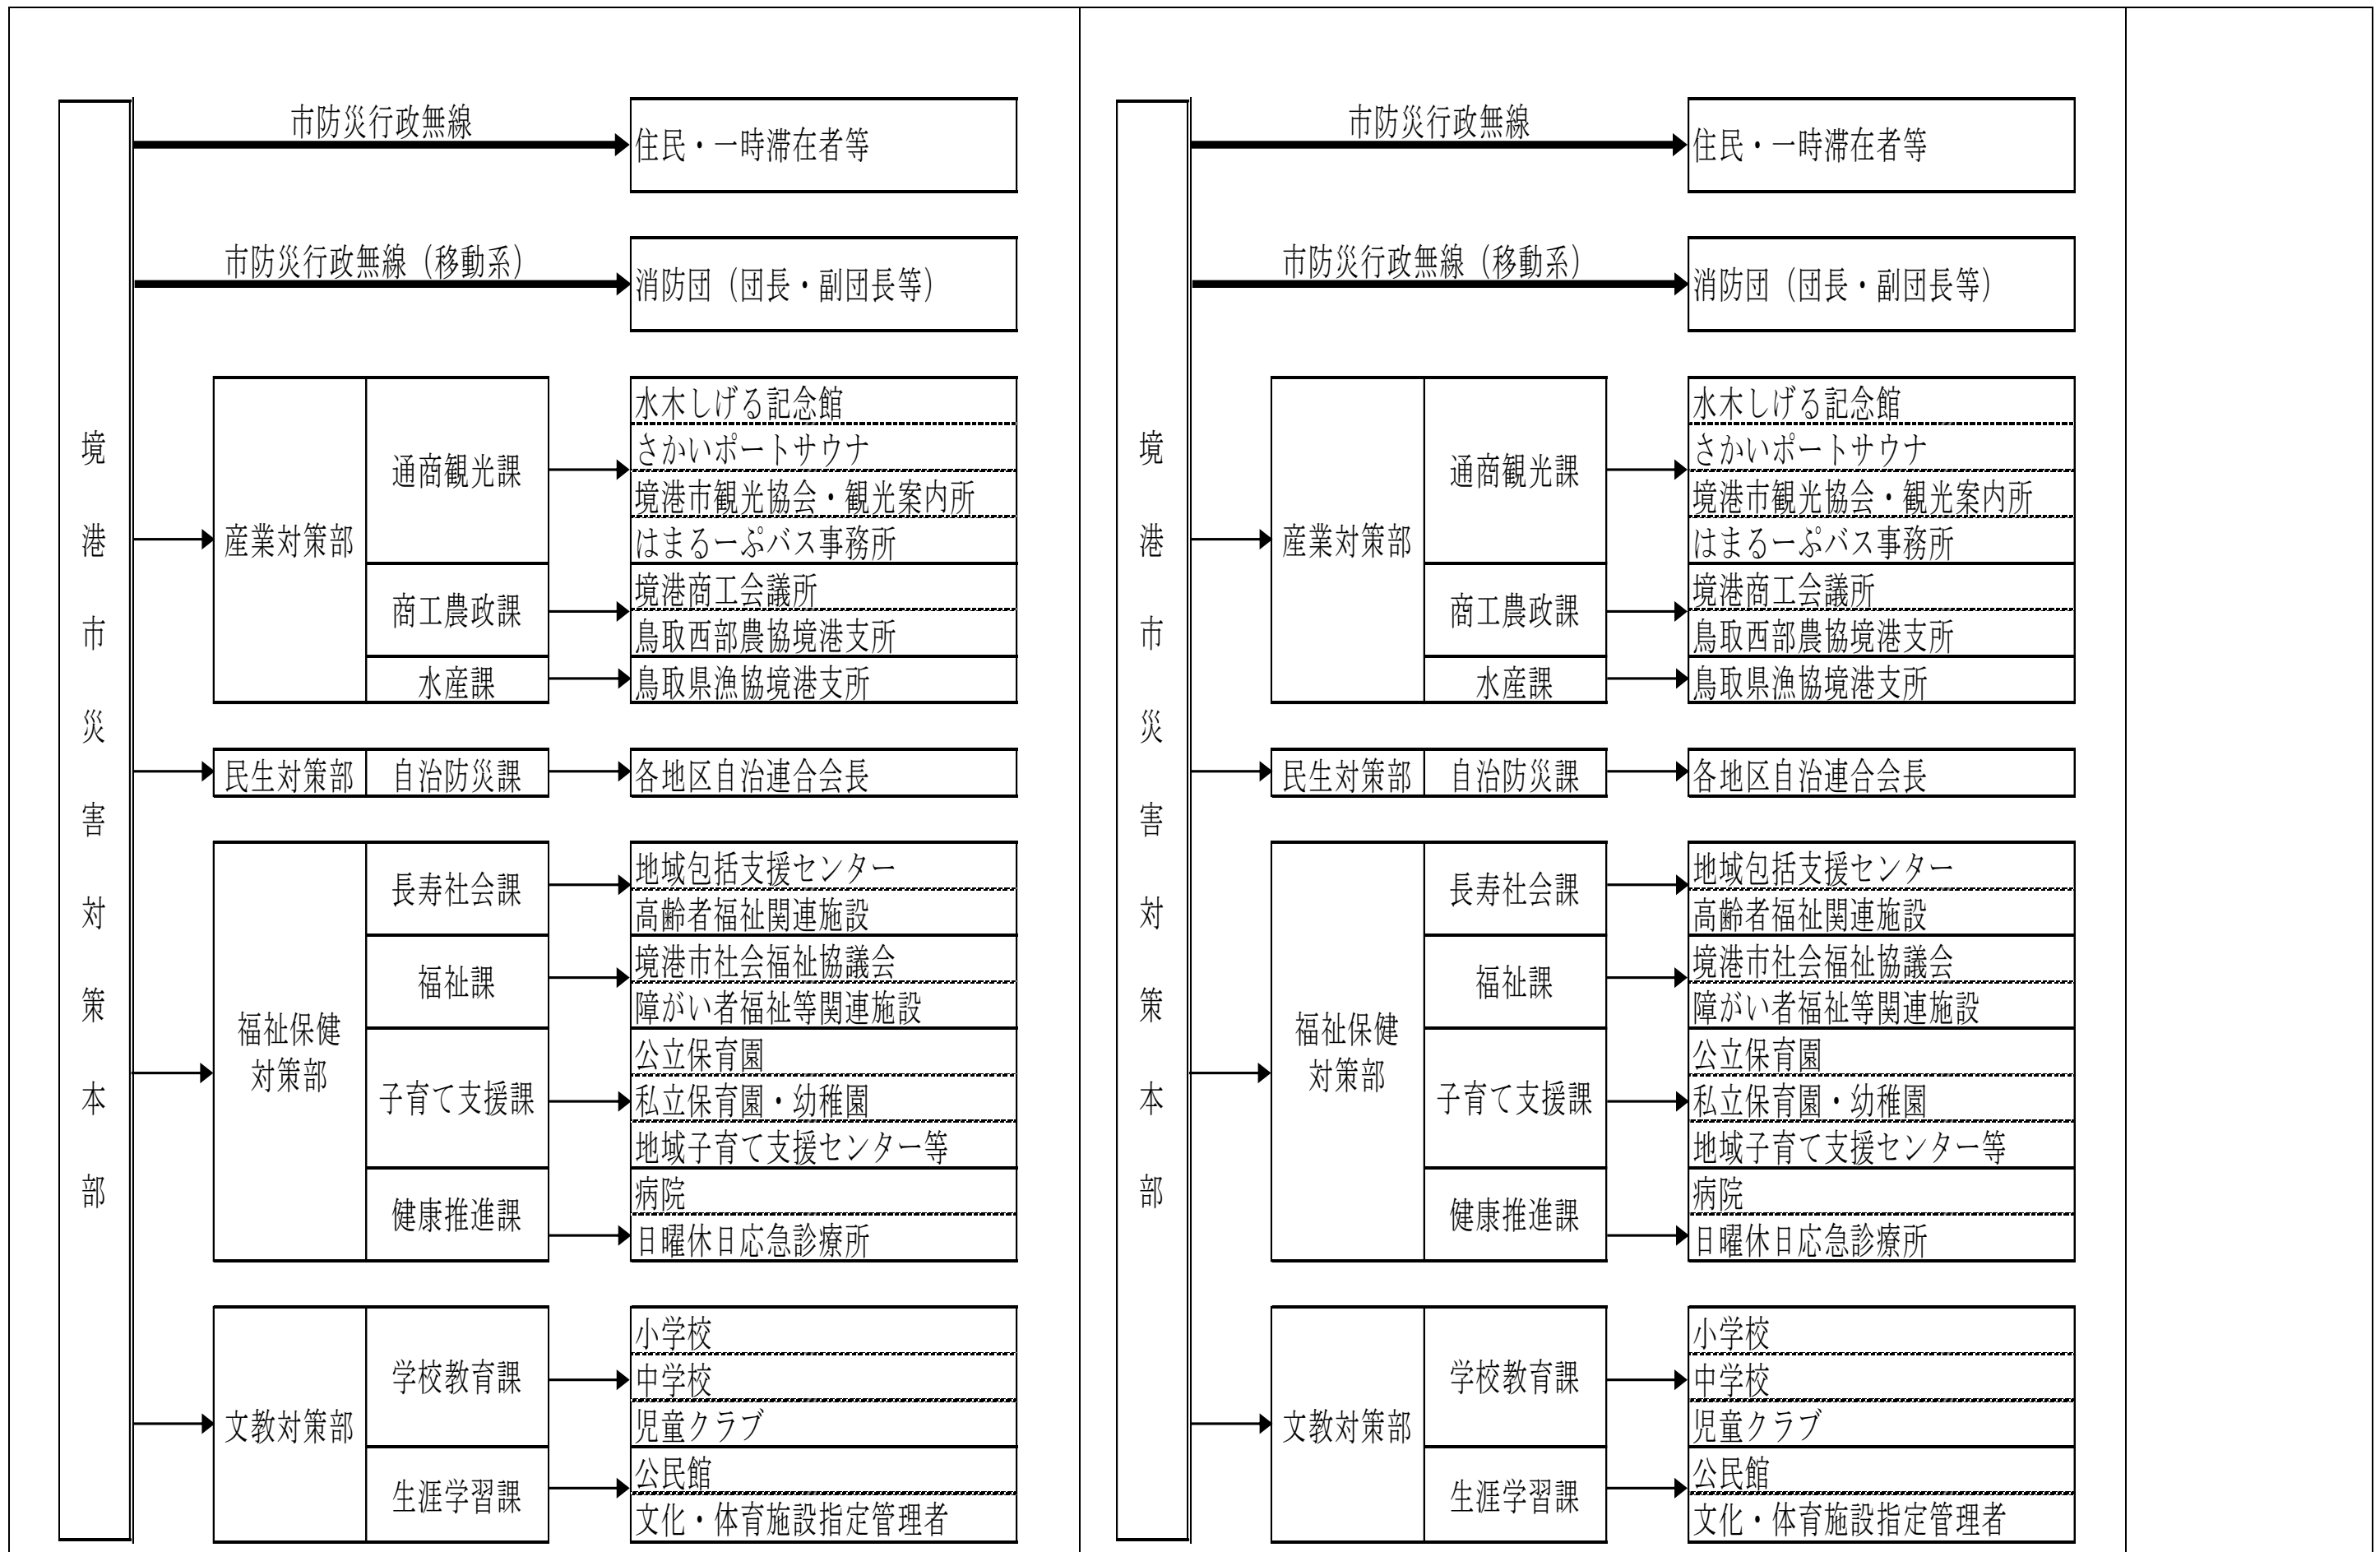 境港市災害対策本部
市防災行政無線
住民・一時滞在者等
市防災行政無線（移動系）
消防団（団長・副団長等）
産業対策部
通商観光課
水木しげる記念館
さかいポートサウナ
境港市観光協会・観光案内所
はまるーぷバス事務所
商工農政課
境港商工会議所
鳥取西部農協境港支所
水産課
鳥取県漁協境港支所
民生対策部
自治防災課
各地区自治連合会長
福祉保健
対策部
長寿社会課
地域包括支援センター
高齢者福祉関連施設
福祉課
境港市社会福祉協議会
障がい者福祉等関連施設
子育て支援課
公立保育園
私立保育園・幼稚園
地域子育て支援センター等
健康推進課
病院
日曜休日応急診療所
文教対策部
学校教育課
小学校
中学校
児童クラブ
生涯学習課
公民館
文化・体育施設指定管理者
境港市災害対策本部
市防災行政無線
住民・一時滞在者等
市防災行政無線（移動系）
消防団（団長・副団長等）
産業対策部
通商観光課
水木しげる記念館
さかいポートサウナ
境港市観光協会・観光案内所
はまるーぷバス事務所
商工農政課
境港商工会議所
鳥取西部農協境港支所
水産課
鳥取県漁協境港支所
民生対策部
自治防災課
各地区自治連合会長
福祉保健
対策部
長寿社会課
地域包括支援センター
高齢者福祉関連施設
福祉課
境港市社会福祉協議会
障がい者福祉等関連施設
子育て支援課
公立保育園
私立保育園・幼稚園
地域子育て支援センター等
健康推進課
病院
日曜休日応急診療所
文教対策部
学校教育課
小学校
中学校
児童クラブ
生涯学習課
公民館
文化・体育施設指定管理者